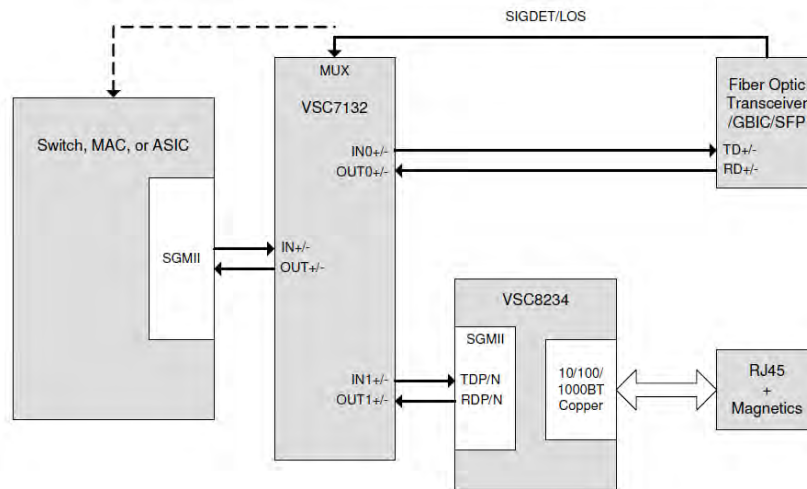 SIGDET/LOS
MUX
VSC7132
Fiber Optic
Transceiver
/GBIC/SFP
Switch, MAC, or ASIC
IN0+/-
TD+/-
OUT0+/-
RD+/-
SGMII
IN+/-
OUT+/-
VSC8234
SGMII
IN1+/-
TDP/N
OUT1+/-
RDP/N
10/100/
1000BT
Copper
RJ45
+
Magnetics